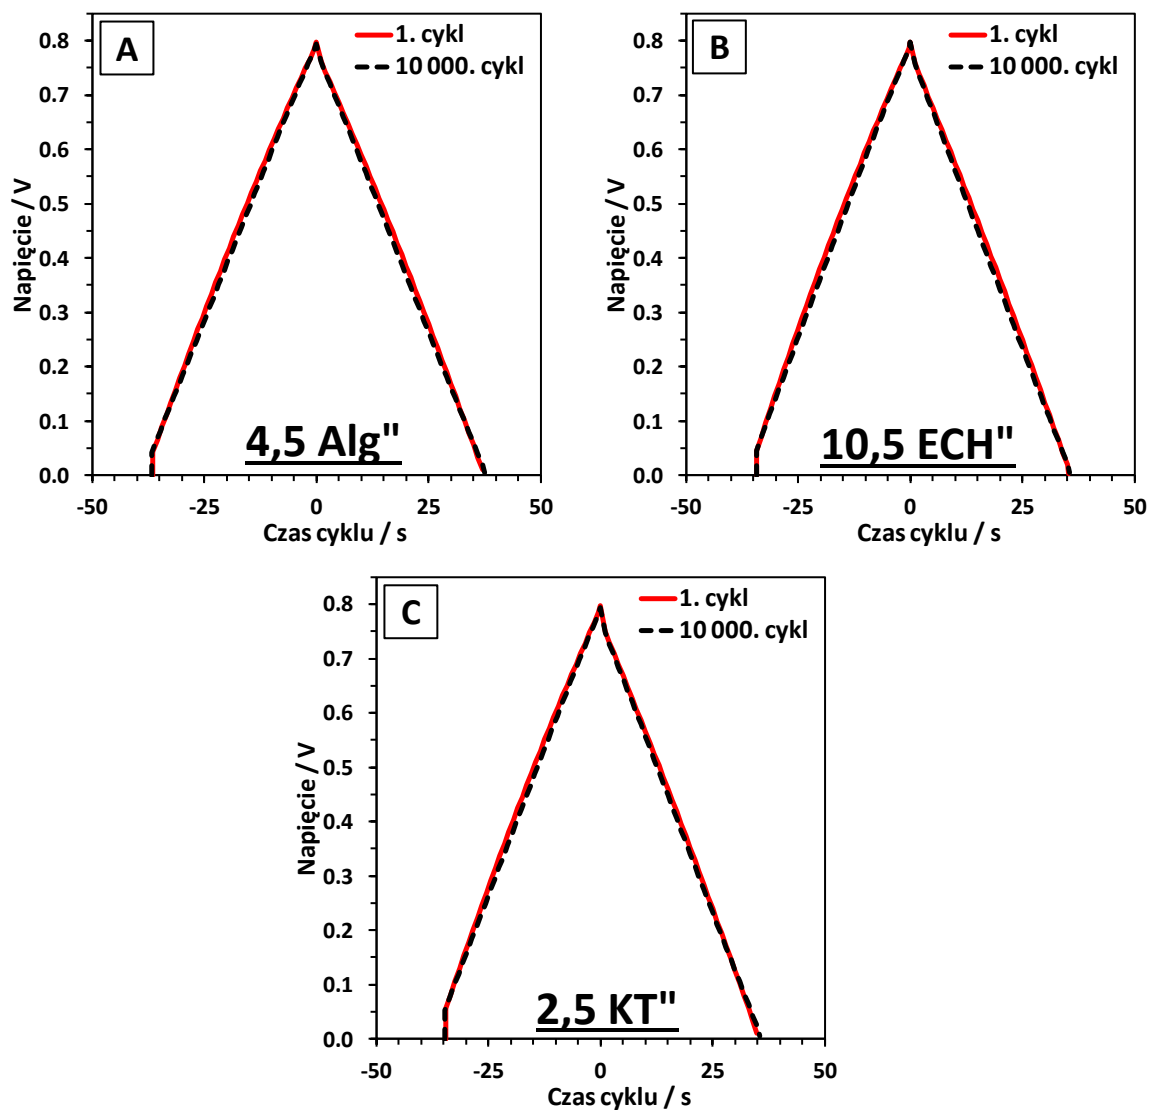 A
1. cykl
10 000. cykl
Napięcie / V
0.8
0.7
0.6
0.5
0.4
0.3
0.2
0.1
0.0
4,5 Alg"
-50 -25 0 25 50
Czas cyklu / s
B
1. cykl
10 000. cykl
Napięcie / V
0.8
0.7
0.6
0.5
0.4
0.3
0.2
0.1
0.0
10,5 ECH"
-50 -25 0 25 50
Czas cyklu / s
C
1. cykl
10 000. cykl
Napięcie / V
0.8
0.7
0.6
0.5
0.4
0.3
0.2
0.1
0.0
2,5 KT"
-50 -25 0 25 50
Czas cyklu / s